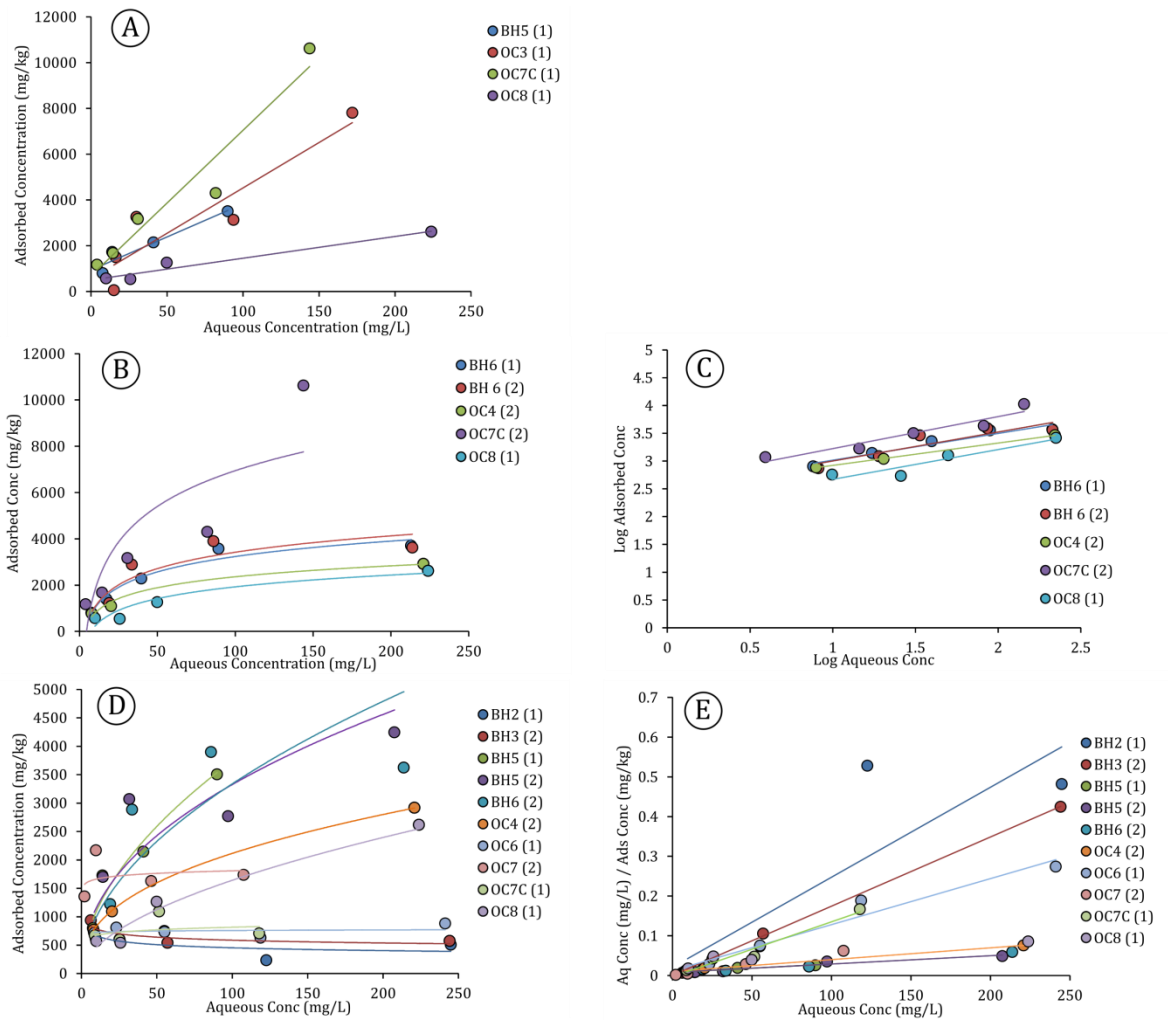 A
12000
10000
8000
6000
4000
2000
0
0 50 100 150 200 250
Adsorbed Concentration (mg/kg)
Aqueous Concentration (mg/L)
BH5 (1)
OC3 (1)
OC7C (1)
OC8 (1)
B
12000
10000
8000
6000
4000
2000
0
0 50 100 150 200 250
Adsorbed Conc (mg/kg)
Aqueous Concentration (mg/L)
BH6 (1)
BH 6 (2)
OC4 (2)
OC7C (2)
OC8 (1)
C
5
4.5
4
3.5
3
2.5
2
1.5
1
0.5
0
0 0.5 1 1.5 2 2.5
Log Adsorbed Conc
Log Aqueous Conc
BH6 (1)
BH 6 (2)
OC4 (2)
OC7C (2)
OC8 (1)
D
5000
4500
4000
3500
3000
2500
2000
1500
1000
500
0
0 50 100 150 200 250
Adsorbed Concentration (mg/kg)
Aqueous Conc (mg/L)
BH2 (1)
BH3 (2)
BH5 (1)
BH5 (2)
BH6 (2)
OC4 (2)
OC6 (1)
OC7 (2)
OC7C (1)
OC8 (1)
E
0.7
0.6
0.5
0.4
0.3
0.2
0.1
0
0 50 100 150 200 250
Aq Conc (mg/L) / Ads Conc (mg/kg)
Aqueous Conc (mg/L)
BH2 (1)
BH3 (2)
BH5 (1)
BH5 (2)
BH6 (2)
OC4 (2)
OC6 (1)
OC7 (2)
OC7C (1)
OC8 (1)